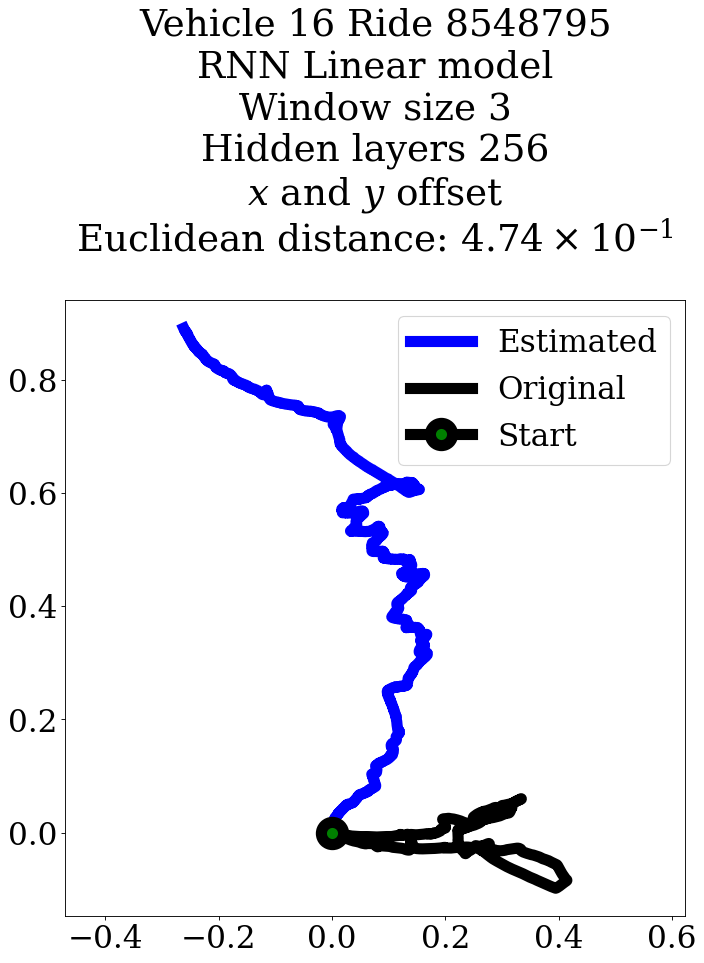 Vehicle 16 Ride 8548795
RNN Linear model
Window size 3
Hidden layers 256
x and y offset
Euclidean distance: 4.74 × 10⁻¹
Estimated
Original
Start
0.8
0.6
0.4
0.2
0.0
−0.4 −0.2 0.0 0.2 0.4 0.6